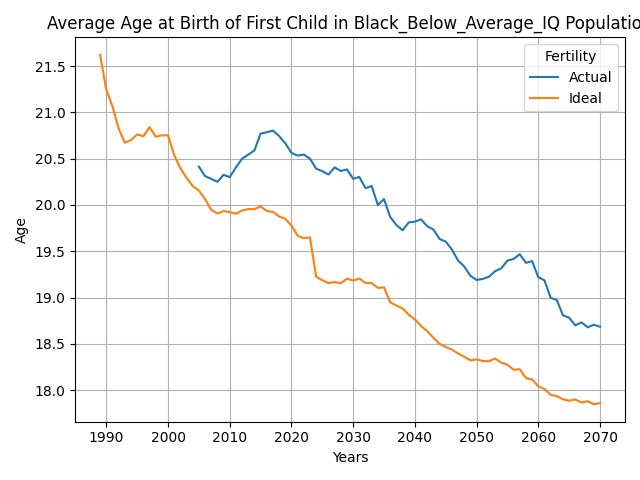 Average Age at Birth of First Child in Black_Below_Average_IQ Populatio
Fertility
Actual
Ideal
21.5
21.0
20.5
20.0
19.5
19.0
18.5
18.0
Age
1990 2000 2010 2020 2030 2040 2050 2060 2070
Years